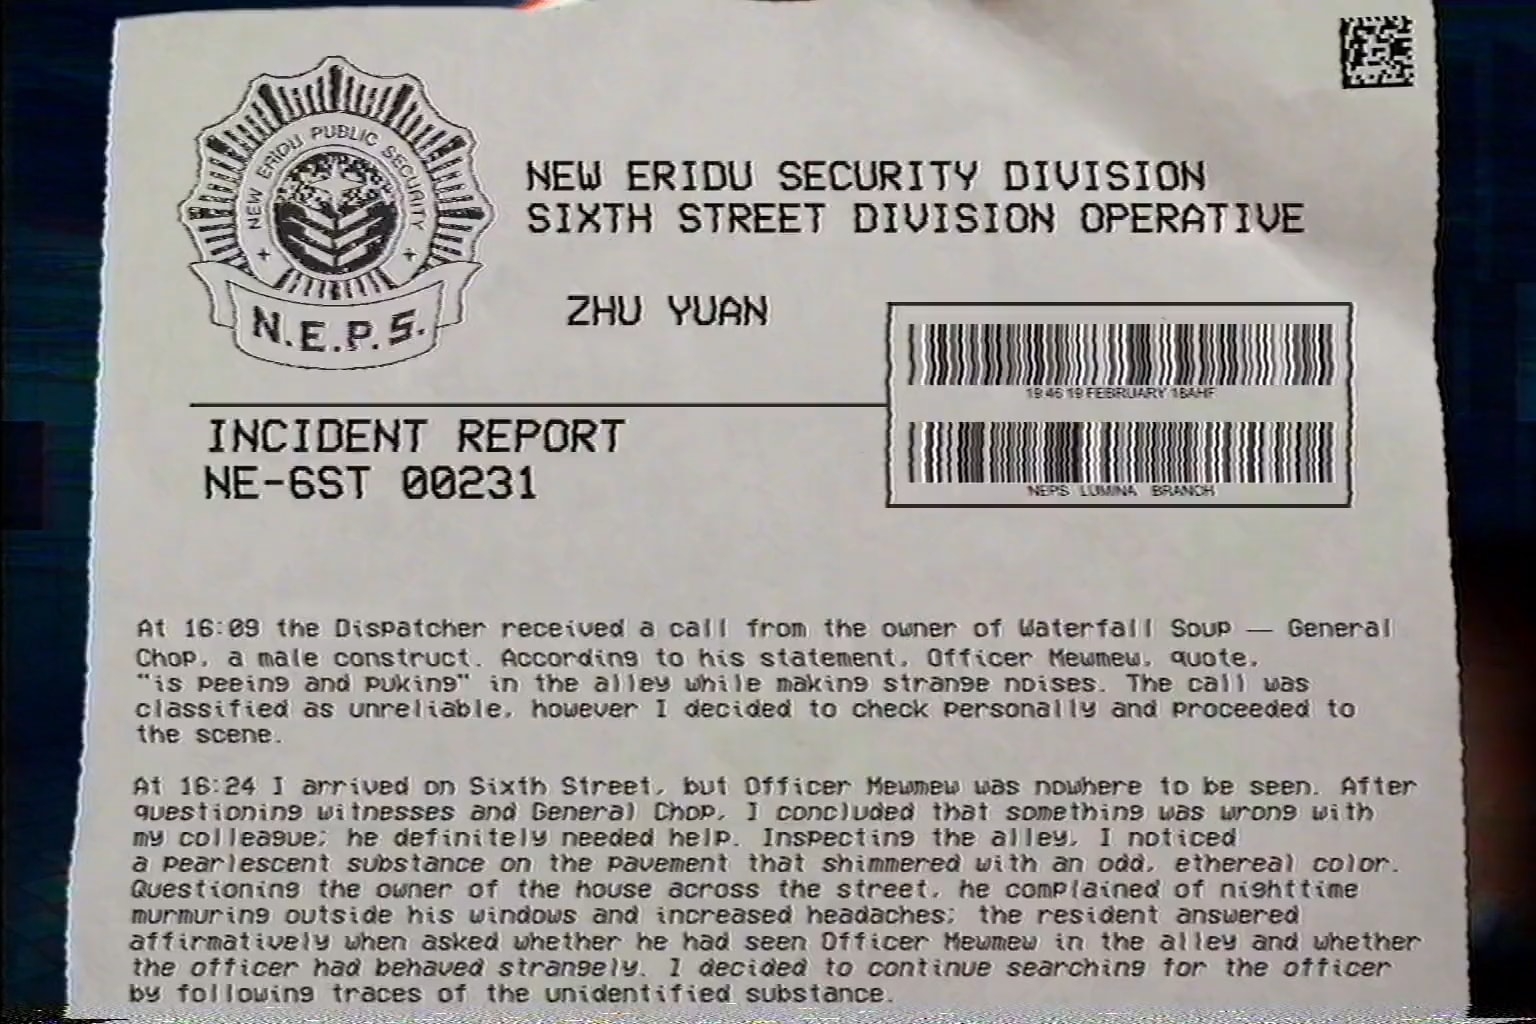 NEW ERIDU PUBLIC SECURITY
N.E.P.S.
NEW ERIDU SECURITY DIVISION
SIXTH STREET DIVISION OPERATIVE
ZHU YUAN
19 46 19 FEBRUARY 18AHF
NEPS LUMINA BRANCH
INCIDENT REPORT
NE-6ST 00231
At 16:09 the Dispatcher received a call from the owner of Waterfall Soup — General
Chop, a male construct. According to his statement, Officer Mewmew, quote,
"is peeing and puking" in the alley while making strange noises. The call was
classified as unreliable, however I decided to check personally and proceeded to
the scene.
At 16:24 I arrived on Sixth Street, but Officer Mewmew was nowhere to be seen. After
questioning witnesses and General Chop, I concluded that something was wrong with
my colleague; he definitely needed help. Inspecting the alley, I noticed
a pearlescent substance on the pavement that shimmered with an odd, ethereal color.
Questioning the owner of the house across the street, he complained of nighttime
murmuring outside his windows and increased headaches; the resident answered
affirmatively when asked whether he had seen Officer Mewmew in the alley and whether
the officer had behaved strangely. I decided to continue searching for the officer
by following traces of the unidentified substance.